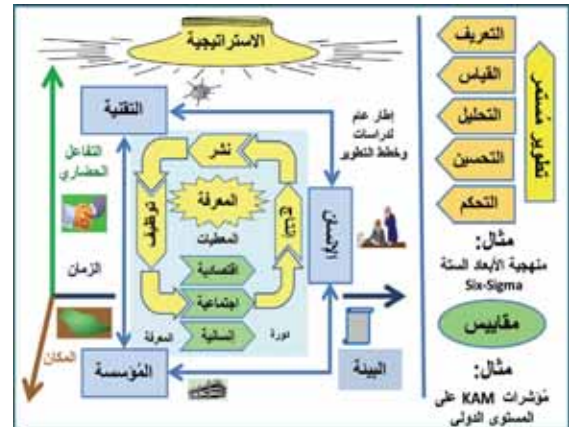 الاستراتيجية
التقنية
إطار عام
لدراسات
وخطط التطوير
التفاعل
الحضاري
نشر
توظيف
المعرفة
إنتاج
الإنسان
المعطيات
اقتصادية
اجتماعية
إنسانية
دورة
المعرفة
الزمان
المكان
المؤسسة
البيئة
التعريف
القياس
التحليل
التحسين
التحكم
تطوير مُستمر
مثال:
منهجية الأبعاد الستة
Six-Sigma
مقاييس
مثال:
مؤشرات KAM على
المستوى الدولي